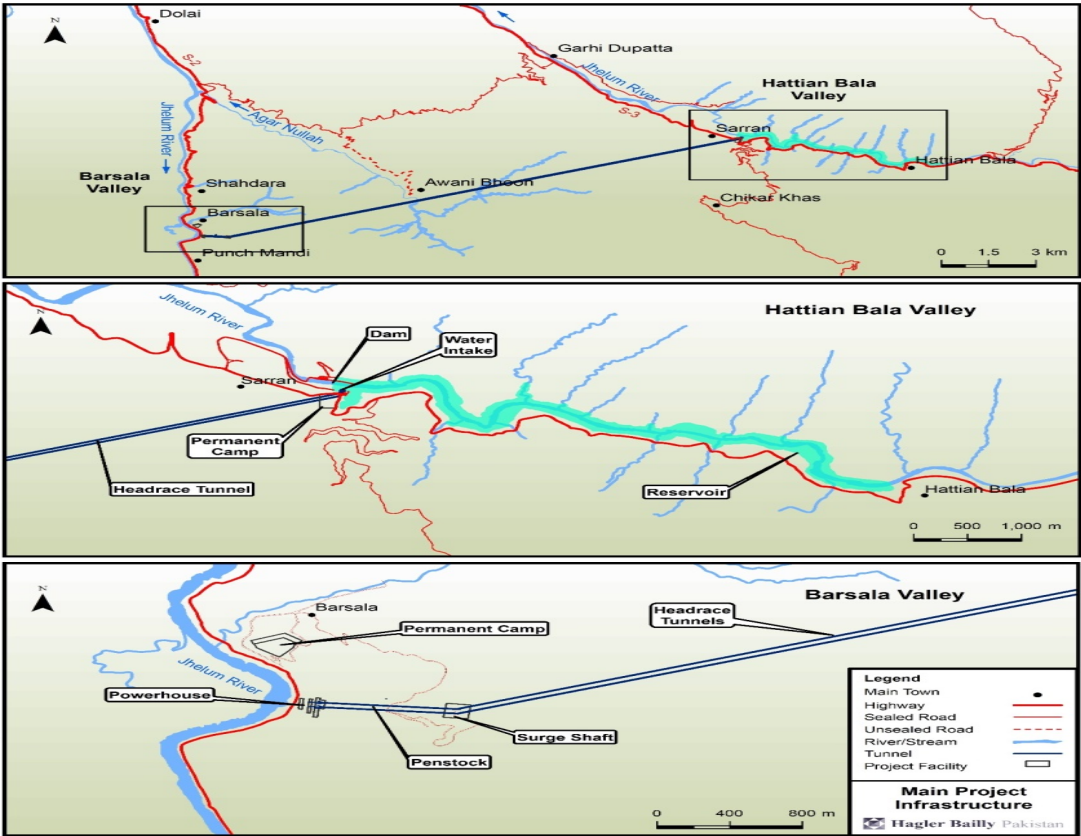 N
Dolai
S-2
Jhelum River
Agar Nullah
Barsala
Valley
Shahdara
Barsala
Punch Mandi
Awani Bheen
Garhi Dupatta
Jhelum River
S-3
Hattian Bala
Valley
Sarran
Hattian Bala
Chikar Khas
0 1.5 3 km
N
Jhelum River
Hattian Bala Valley
Dam
Water
Intake
Sarran
Permanent
Camp
Headrace Tunnel
Reservoir
Hattian Bala
0 500 1,000 m
N
Barsala Valley
Barsala
Headrace
Tunnels
Permanent Camp
Jhelum River
Powerhouse
Surge Shaft
Penstock
0 400 800 m
Legend
Main Town
Highway
Sealed Road
Unsealed Road
River/Stream
Tunnel
Project Facility
Main Project
Infrastructure
Hagler Bailly Pakistan